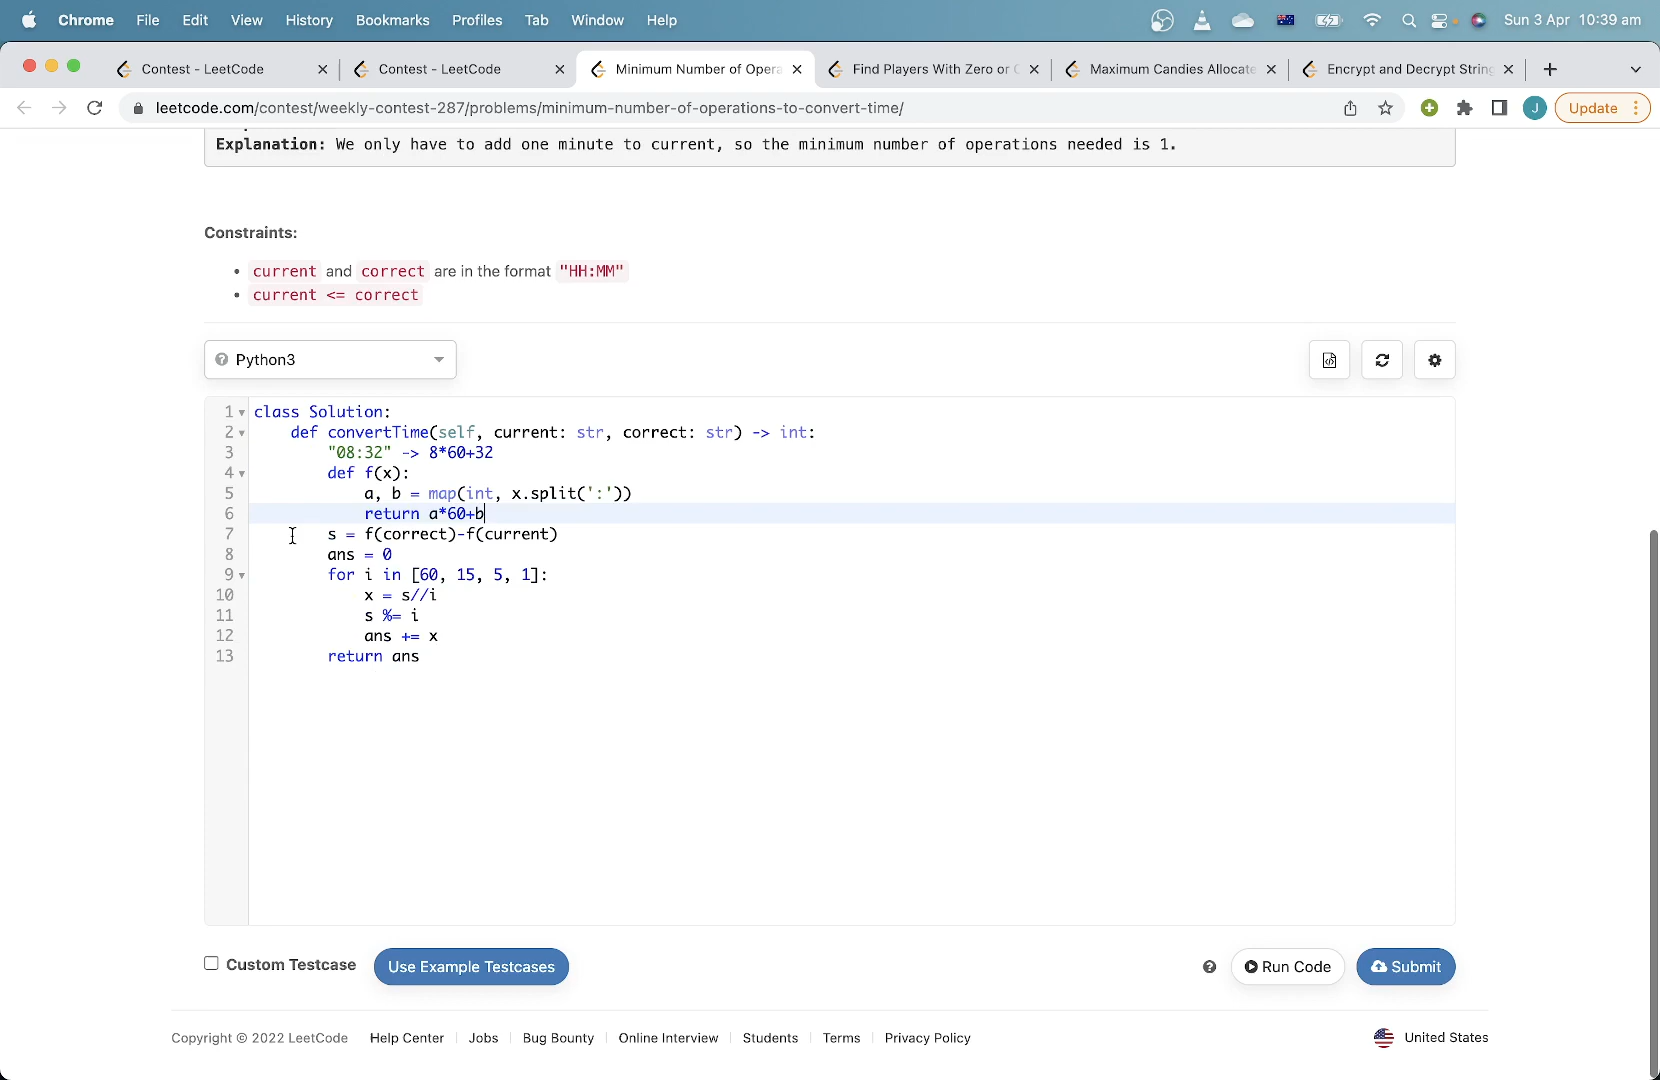 Chrome File Edit View History Bookmarks Profiles Tab Window Help Sun 3 Apr 10:39 am
Contest - LeetCode Contest - LeetCode Minimum Number of Opera Find Players With Zero or Maximum Candies Allocate Encrypt and Decrypt String
leetcode.com/contest/weekly-contest-287/problems/minimum-number-of-operations-to-convert-time/ J Update
Explanation: We only have to add one minute to current, so the minimum number of operations needed is 1.
Constraints:
• current and correct are in the format "HH:MM"
• current <= correct
Python3
1 class Solution:
2 def convertTime(self, current: str, correct: str) -> int:
3 "08:32" -> 8*60+32
4 def f(x):
5 a, b = map(int, x.split(':'))
6 return a*60+b
7 s = f(correct)-f(current)
8 ans = 0
9 for i in [60, 15, 5, 1]:
10 x = s//i
11 s %= i
12 ans += x
13 return ans
Custom Testcase Use Example Testcases Run Code Submit
Copyright © 2022 LeetCode Help Center Jobs Bug Bounty Online Interview Students Terms Privacy Policy United States